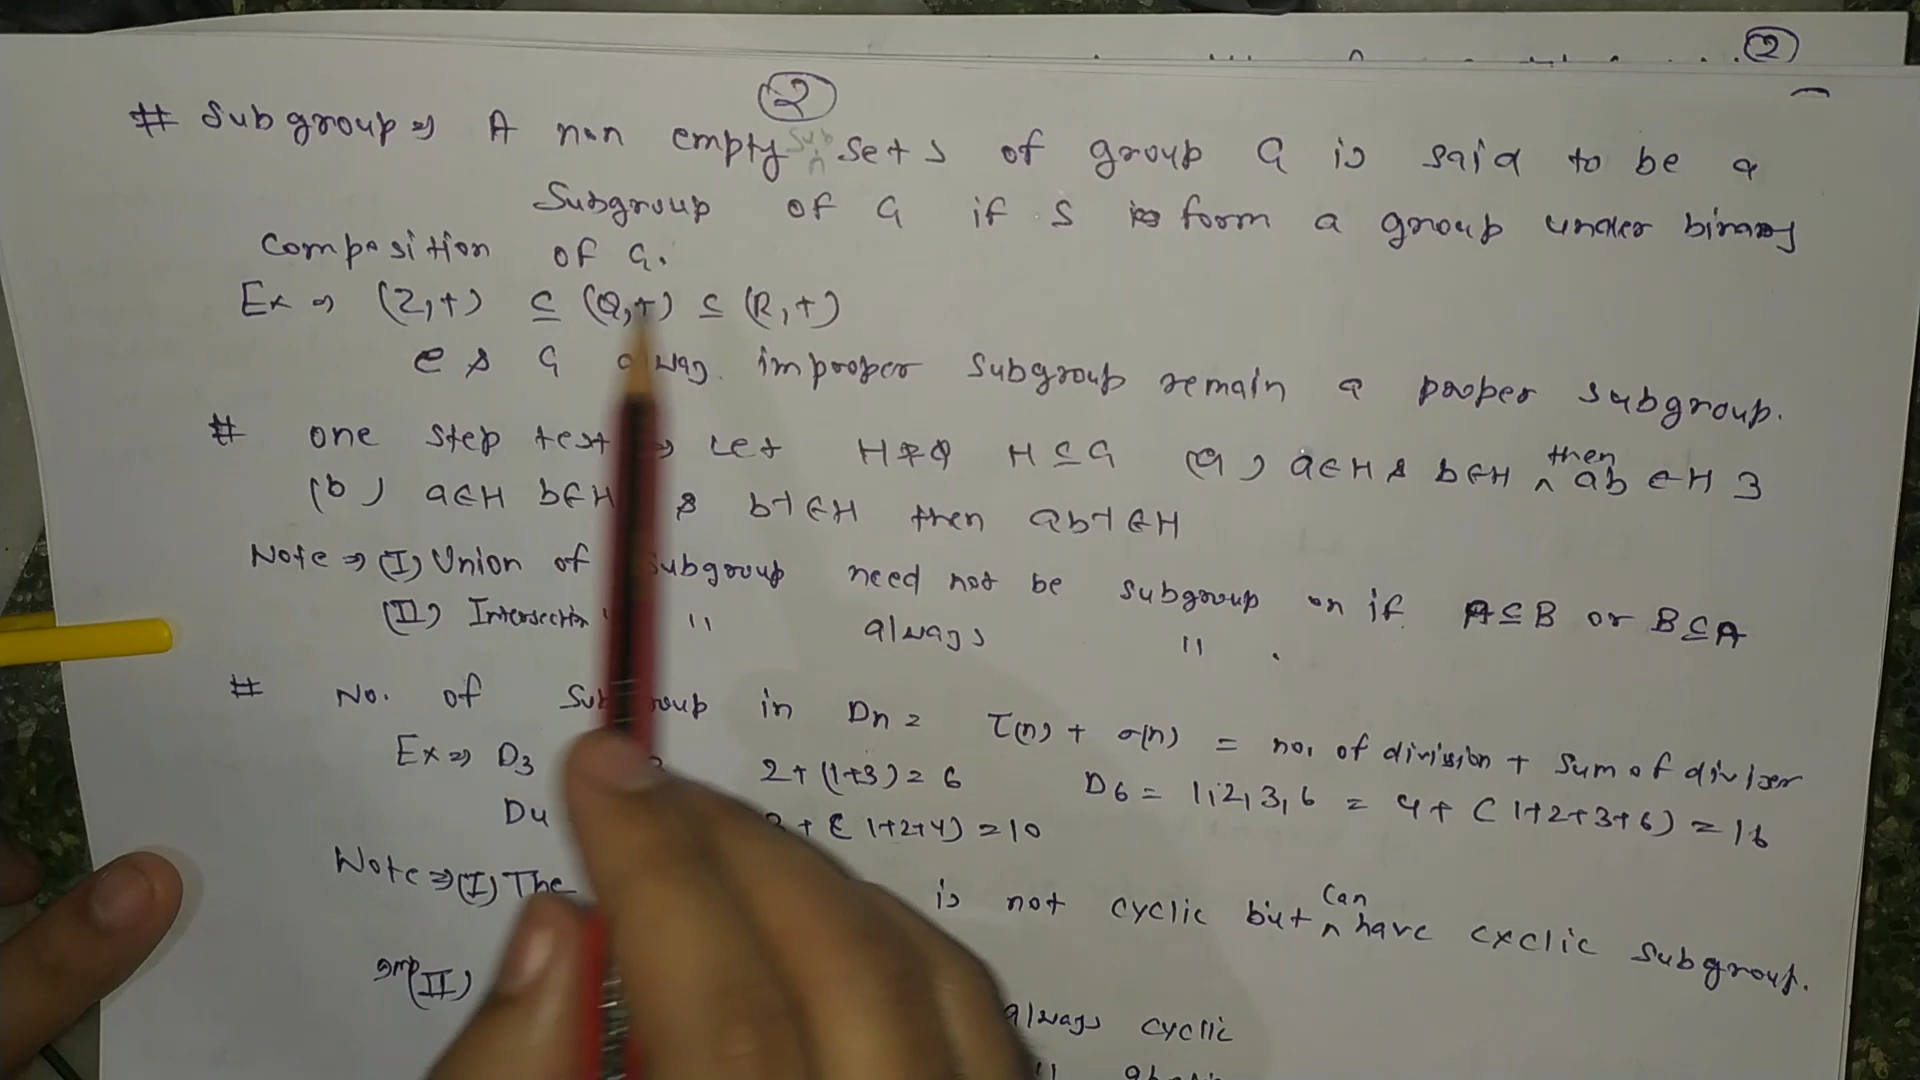 ②
②
# Subgroup ⇒ A non empty sub ^ set S of group G is said to be a
Subgroup of G if S form a group under binary
Composition of G.
Ex ⇒ (Z,+) ⊆ (Q,+) ⊆ (R,+)
e & G improper subgroup remain a proper subgroup.
# one step test ⇒ Let H≠Φ H⊆G (a) a∈H & b∈H ^ then ab ∈H }
(b) a∈H b∈H & b⁻¹∈H then ab⁻¹∈H
Note ⇒ (I) Union of subgroup need not be subgroup on if A⊆B or B⊆A
(II) Intersection " always " .
# No. of Subgroup in Dn = τ(n) + σ(n) = no. of division + sum of divizer
Ex ⇒ D3 2+(1+3) = 6 D6 = 1,2,3,6 = 4+(1+2+3+6) = 16
D4 3+(1+2+4) = 10
Note ⇒ (I) The is not cyclic but ^ can have cyclic subgroup.
(II) always cyclic
"